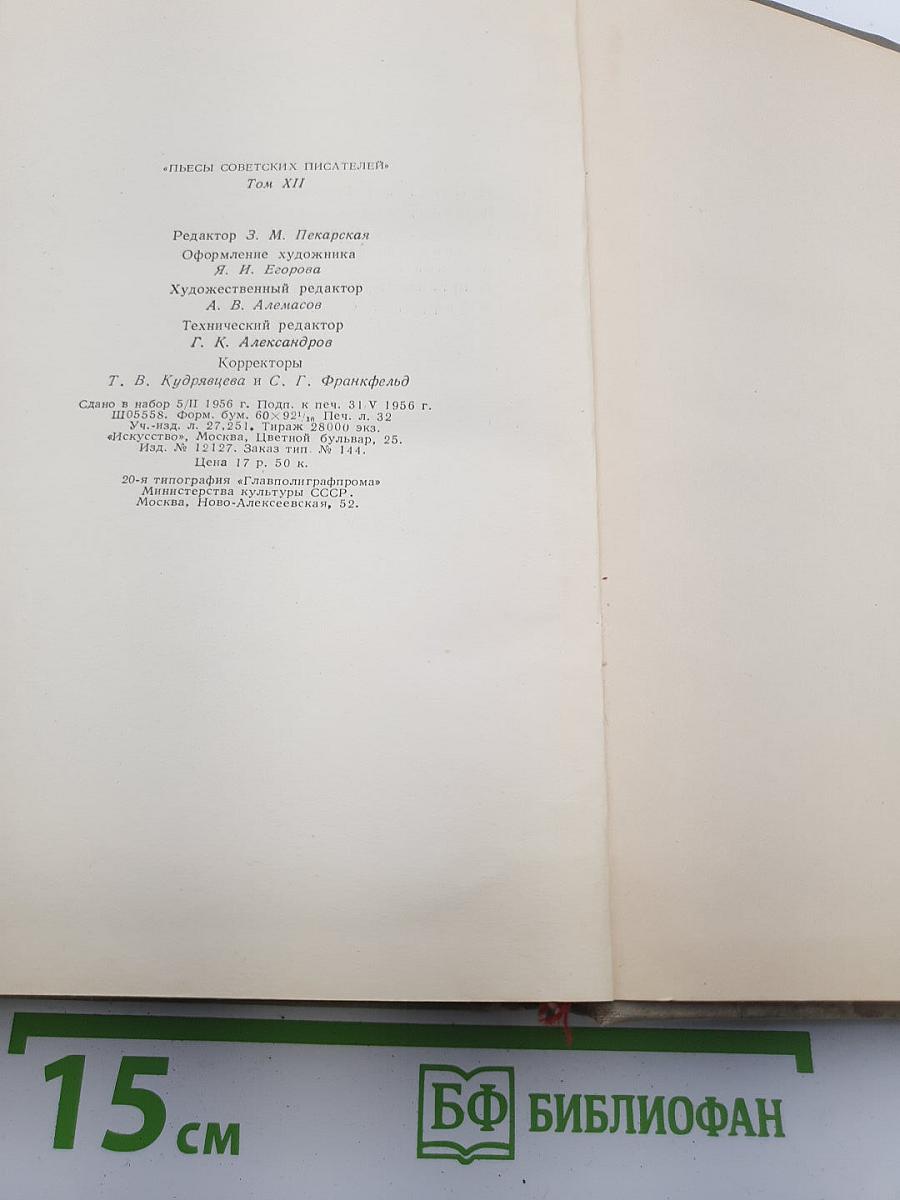 «ПЬЕСЫ СОВЕТСКИХ ПИСАТЕЛЕЙ»
Том XII
Редактор З. М. Пекарская
Оформление художника
Я. И. Егорова
Художественный редактор
А. В. Алемасов
Технический редактор
Г. К. Александров
Корректоры
Т. В. Кудрявцева и С. Г. Франкфельд
Сдано в набор 5/II 1956 г. Подп. к печ. 31/V 1956 г.
Ш05558. Форм. бум. 60×92¹/₁₆ Печ. л. 32
Уч.-изд. л. 27,251. Тираж 28000 экз.
«Искусство», Москва, Цветной бульвар, 25.
Изд. № 12127. Заказ тип. № 144.
Цена 17 р. 50 к.
20-я типография «Главполиграфпрома»
Министерства культуры СССР.
Москва, Ново-Алексеевская, 52.
15 см
БФ БИБЛИОФАН